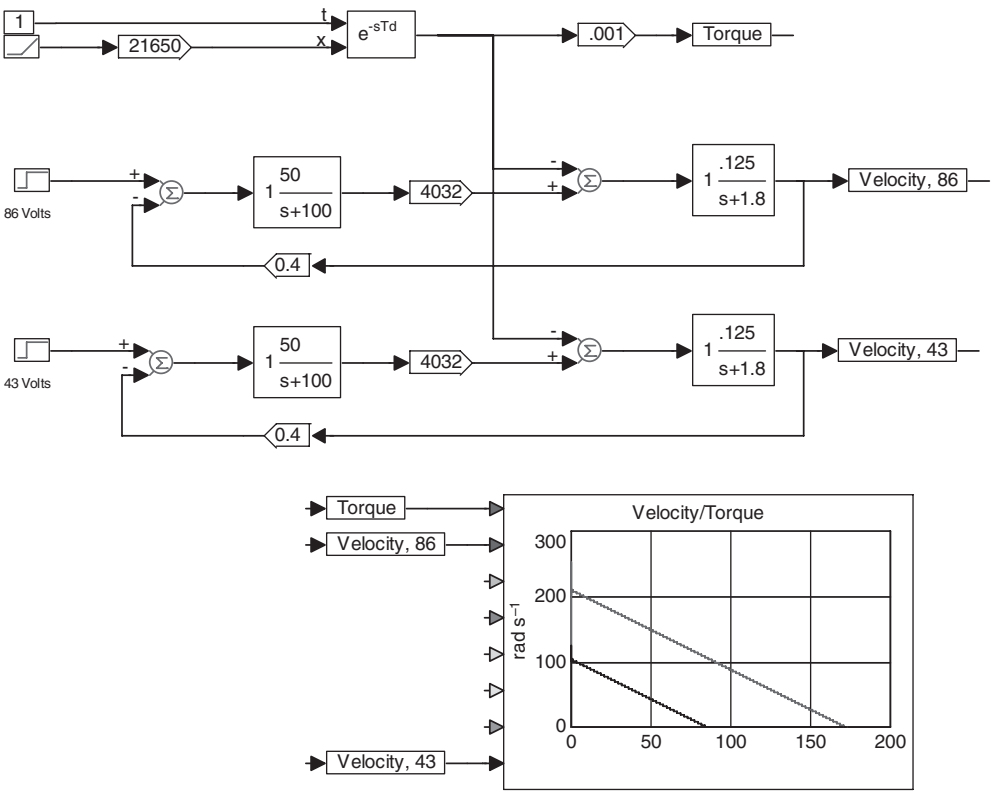 1
t
x
e^-sTd
21650
.001
Torque
+
-
Σ
86 Volts
1 50
s+100
4032
-
+
Σ
1 .125
s+1.8
Velocity, 86
0.4
+
-
Σ
43 Volts
1 50
s+100
4032
-
+
Σ
1 .125
s+1.8
Velocity, 43
0.4
Torque
Velocity, 86
Velocity, 43
Velocity/Torque
rad s⁻¹
300
200
100
0
0 50 100 150 200